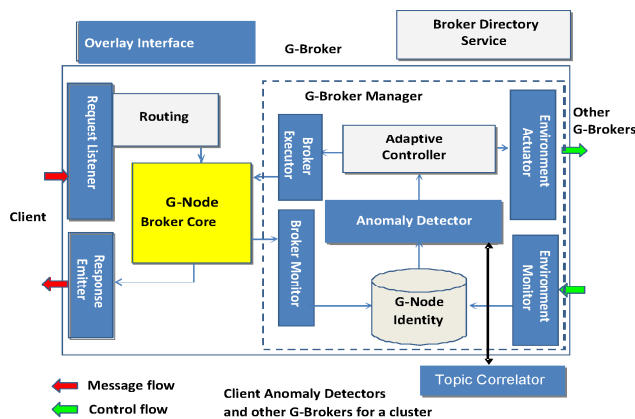 Overlay Interface
G-Broker
Broker Directory
Service
Request Listener
Routing
G-Broker Manager
Broker
Executor
Adaptive
Controller
Environment
Actuator
Other
G-Brokers
Client
G-Node
Broker Core
Anomaly Detector
Response
Emitter
Broker Monitor
G-Node
Identity
Environment
Monitor
Topic Correlator
Message flow
Control flow
Client Anomaly Detectors
and other G-Brokers for a cluster